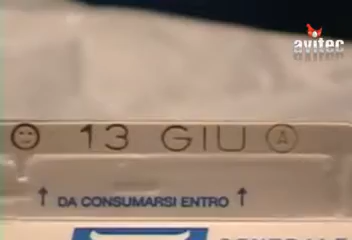 avitec
13 GIU A
↑ DA CONSUMARSI ENTRO ↑